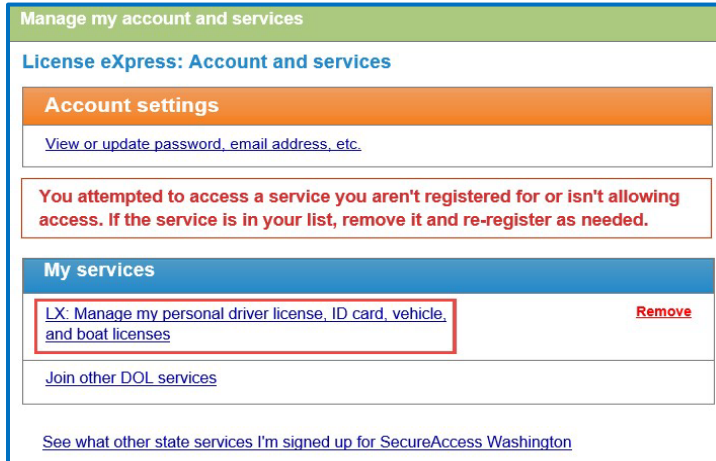 Manage my account and services
License eXpress: Account and services
Account settings
View or update password, email address, etc.
You attempted to access a service you aren't registered for or isn't allowing
access. If the service is in your list, remove it and re-register as needed.
My services
LX: Manage my personal driver license, ID card, vehicle, Remove
and boat licenses
Join other DOL services
See what other state services I'm signed up for SecureAccess Washington